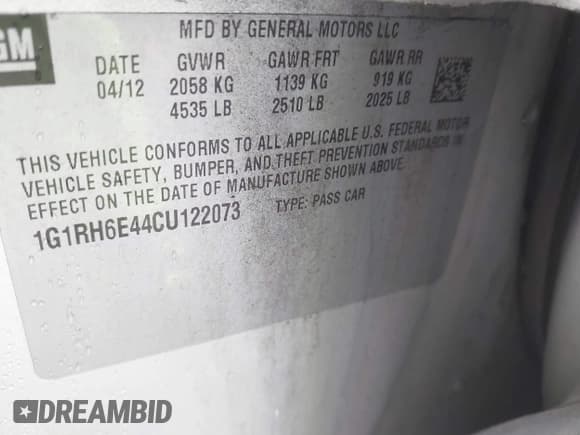 GM
MFD BY GENERAL MOTORS LLC
DATE GVWR GAWR FRT GAWR RR
04/12 2058 KG 1139 KG 919 KG
4535 LB 2510 LB 2025 LB
THIS VEHICLE CONFORMS TO ALL APPLICABLE U.S. FEDERAL MOTOR
VEHICLE SAFETY, BUMPER, AND THEFT PREVENTION STANDARDS IN
EFFECT ON THE DATE OF MANUFACTURE SHOWN ABOVE.
1G1RH6E44CU122073 TYPE: PASS CAR
DREAMBID